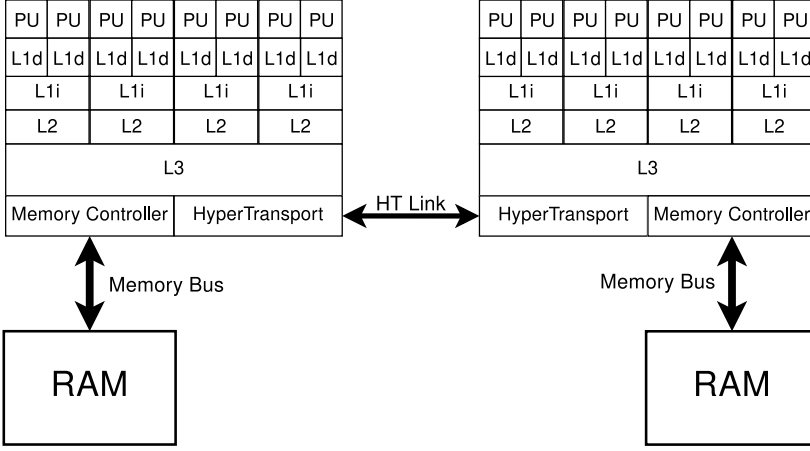 PU PU PU PU PU PU PU PU PU PU PU PU PU PU PU PU
L1d L1d L1d L1d L1d L1d L1d L1d L1d L1d L1d L1d L1d L1d L1d L1d
L1i L1i L1i L1i L1i L1i L1i L1i
L2 L2 L2 L2 L2 L2 L2 L2
L3 L3
Memory Controller HyperTransport HT Link HyperTransport Memory Controller
Memory Bus Memory Bus
RAM RAM